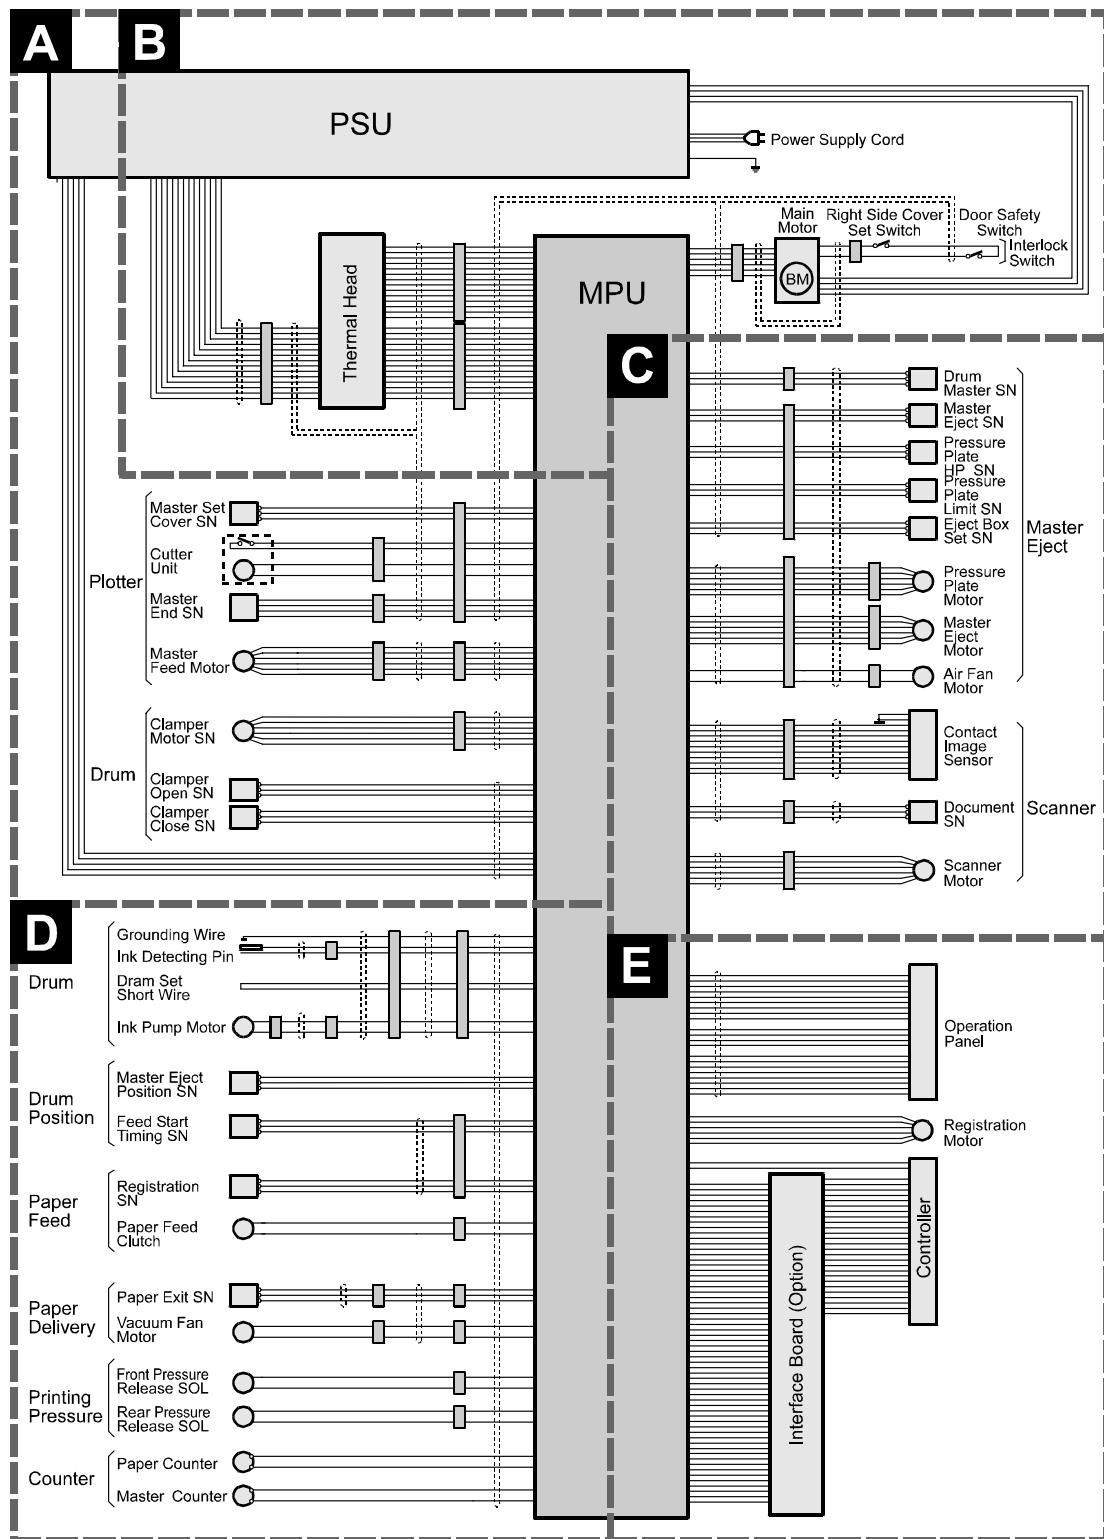 A
B
PSU
Power Supply Cord
Main
Motor
Right Side Cover
Set Switch
Door Safety
Switch
Interlock
Switch
BM
Thermal Head
MPU
C
Drum
Master SN
Master
Eject SN
Pressure
Plate
HP SN
Pressure
Plate
Limit SN
Eject Box
Set SN
Pressure
Plate
Motor
Master
Eject
Motor
Air Fan
Motor
Master
Eject
Contact
Image
Sensor
Document
SN
Scanner
Motor
Scanner
Plotter
Master Set
Cover SN
Cutter
Unit
Master
End SN
Master
Feed Motor
Drum
Clamper
Motor SN
Clamper
Open SN
Clamper
Close SN
D
Drum
Grounding Wire
Ink Detecting Pin
Dram Set
Short Wire
Ink Pump Motor
Drum
Position
Master Eject
Position SN
Feed Start
Timing SN
Paper
Feed
Registration
SN
Paper Feed
Clutch
Paper
Delivery
Paper Exit SN
Vacuum Fan
Motor
Printing
Pressure
Front Pressure
Release SOL
Rear Pressure
Release SOL
Counter
Paper Counter
Master Counter
E
Operation
Panel
Registration
Motor
Controller
Interface Board (Option)